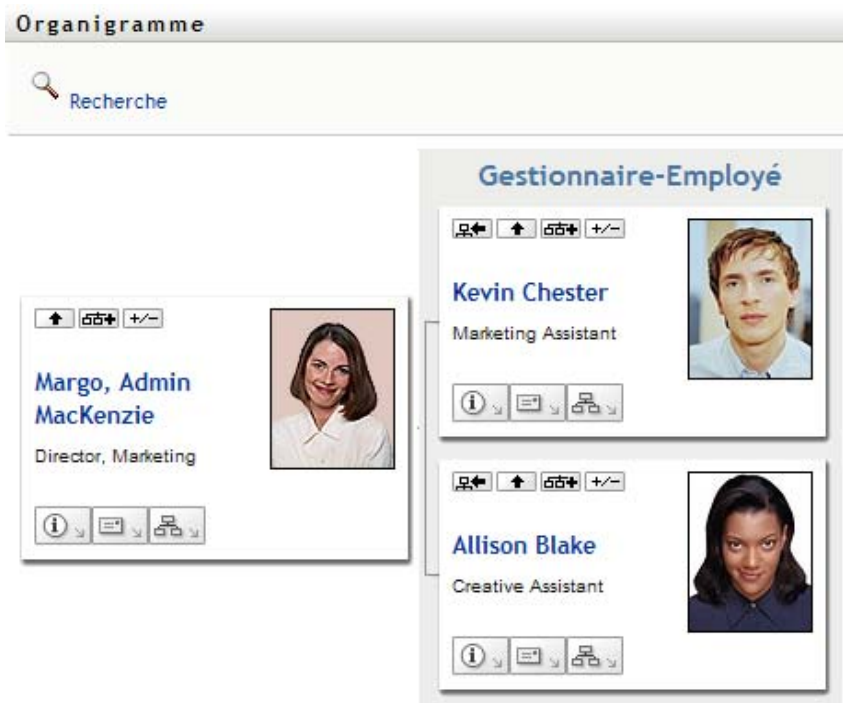 Organigramme
Recherche
Gestionnaire-Employé
+/-
Kevin Chester
Marketing Assistant
+/-
Margo, Admin
MacKenzie
Director, Marketing
+/-
Allison Blake
Creative Assistant